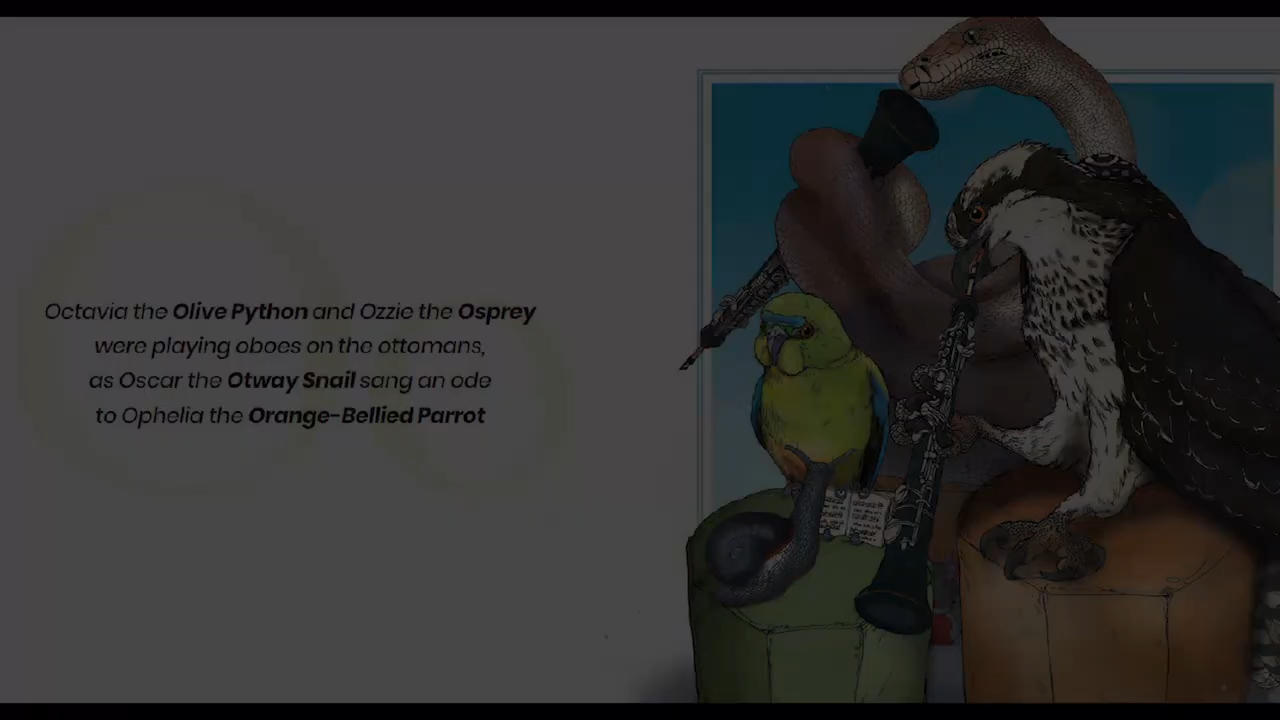 Octavia the Olive Python and Ozzie the Osprey
were playing oboes on the ottomans,
as Oscar the Otway Snail sang an ode
to Ophelia the Orange-Bellied Parrot